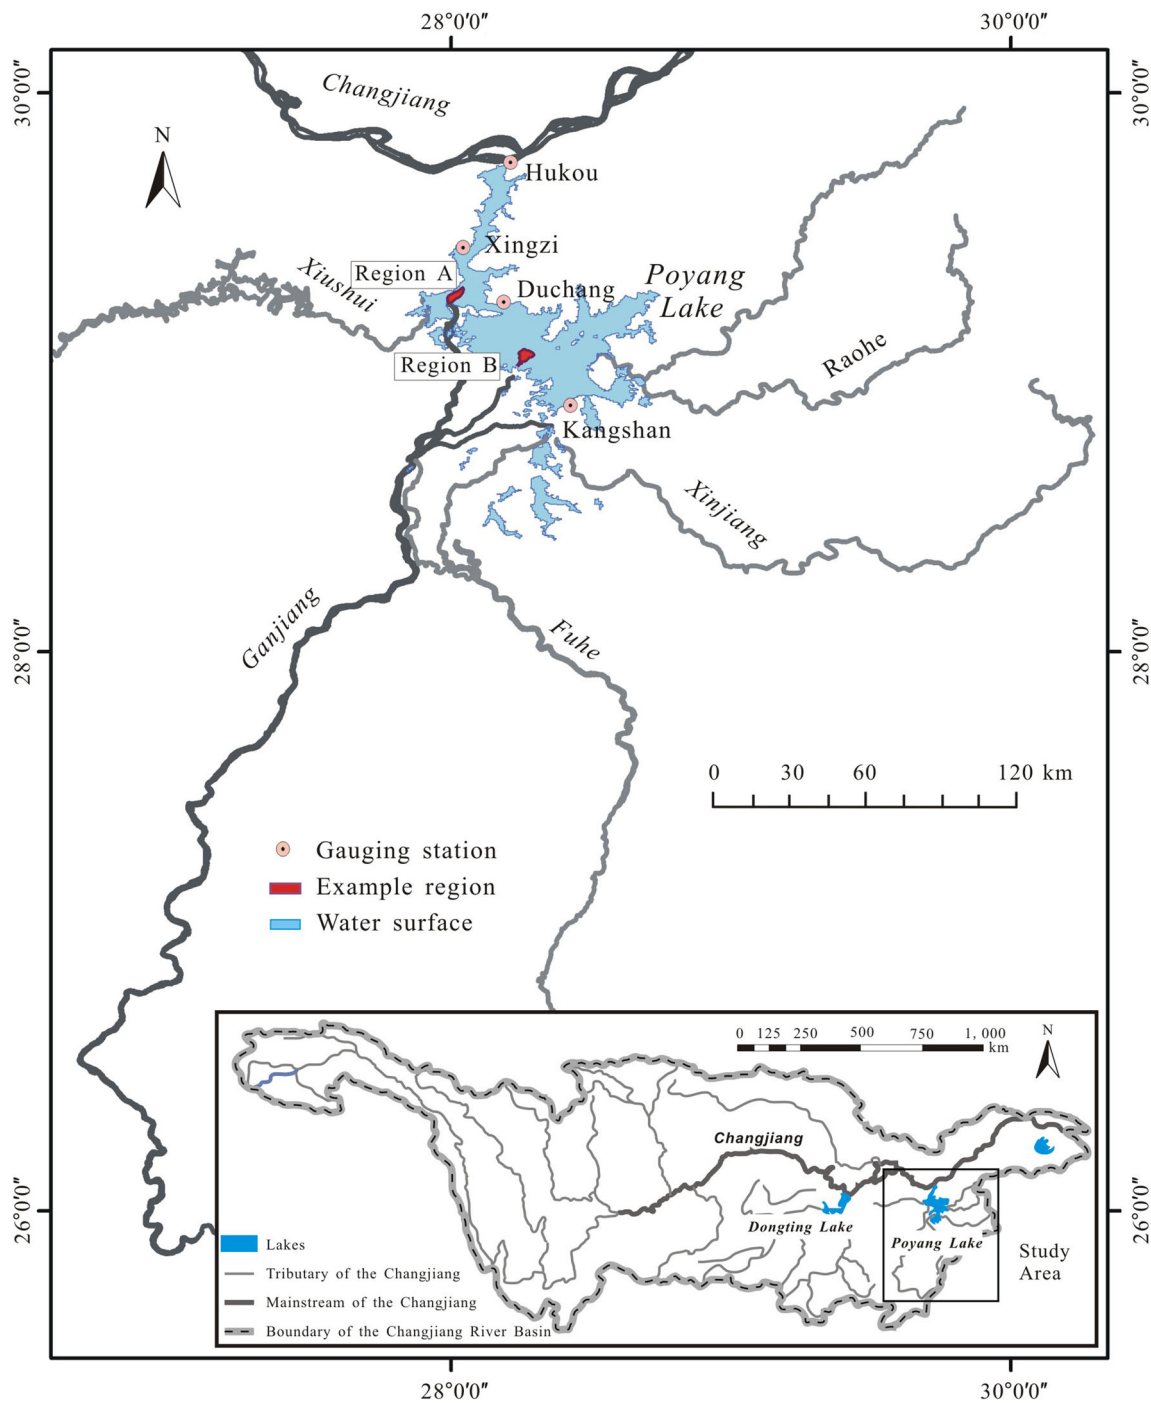 28°0'0" 30°0'0"
30°0'0" 30°0'0"
Changjiang
N
Hukou
Xingzi
Region A
Xiushui
Duchang
Poyang
Lake
Region B
Raohe
Kangshan
Xinjiang
Ganjiang
Fuhe
28°0'0" 28°0'0"
0 30 60 120 km
Gauging station
Example region
Water surface
0 125 250 500 750 1,000
km
N
Changjiang
Dongting Lake
Poyang Lake
Study
Area
Lakes
Tributary of the Changjiang
Mainstream of the Changjiang
Boundary of the Changjiang River Basin
26°0'0" 26°0'0"
28°0'0" 30°0'0"